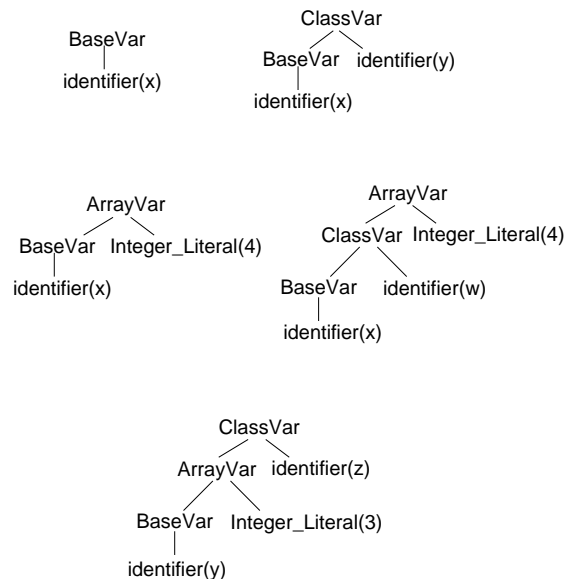 BaseVar
identifier(x)
ClassVar
BaseVar identifier(y)
identifier(x)
ArrayVar
BaseVar Integer_Literal(4)
identifier(x)
ArrayVar
ClassVar Integer_Literal(4)
BaseVar identifier(w)
identifier(x)
ClassVar
ArrayVar identifier(z)
BaseVar Integer_Literal(3)
identifier(y)